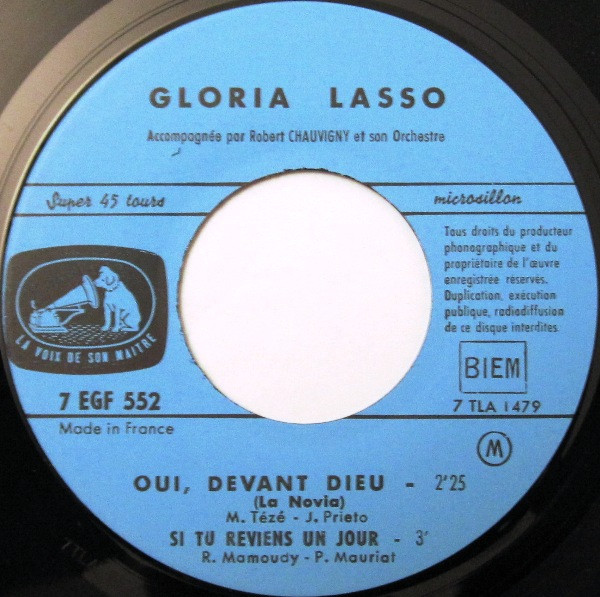 GLORIA LASSO
Accompagnée par Robert CHAUVIGNY et son Orchestre
Super 45 tours
microsillon
Tous droits du producteur
phonographique et du
propriétaire de l'œuvre
enregistrée réservés.
Duplication, exécution
publique, radiodiffusion
de ce disque interdites
LA VOIX DE SON MAITRE
BIEM
7 EGF 552
7 TLA 1479
Made in France
M
OUI, DEVANT DIEU - 2'25
(La Novia)
M. Tézé - J. Prieto
SI TU REVIENS UN JOUR - 3'
R. Mamoudy - P. Mauriat